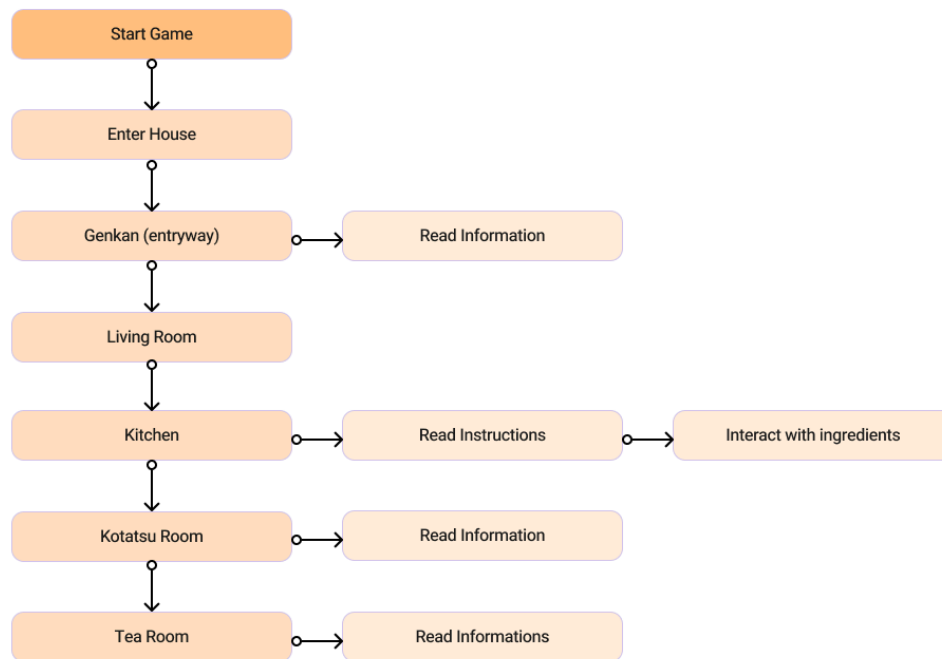 Start Game
Enter House
Genkan (entryway)
Read Information
Living Room
Kitchen
Read Instructions
Interact with ingredients
Kotatsu Room
Read Information
Tea Room
Read Informations